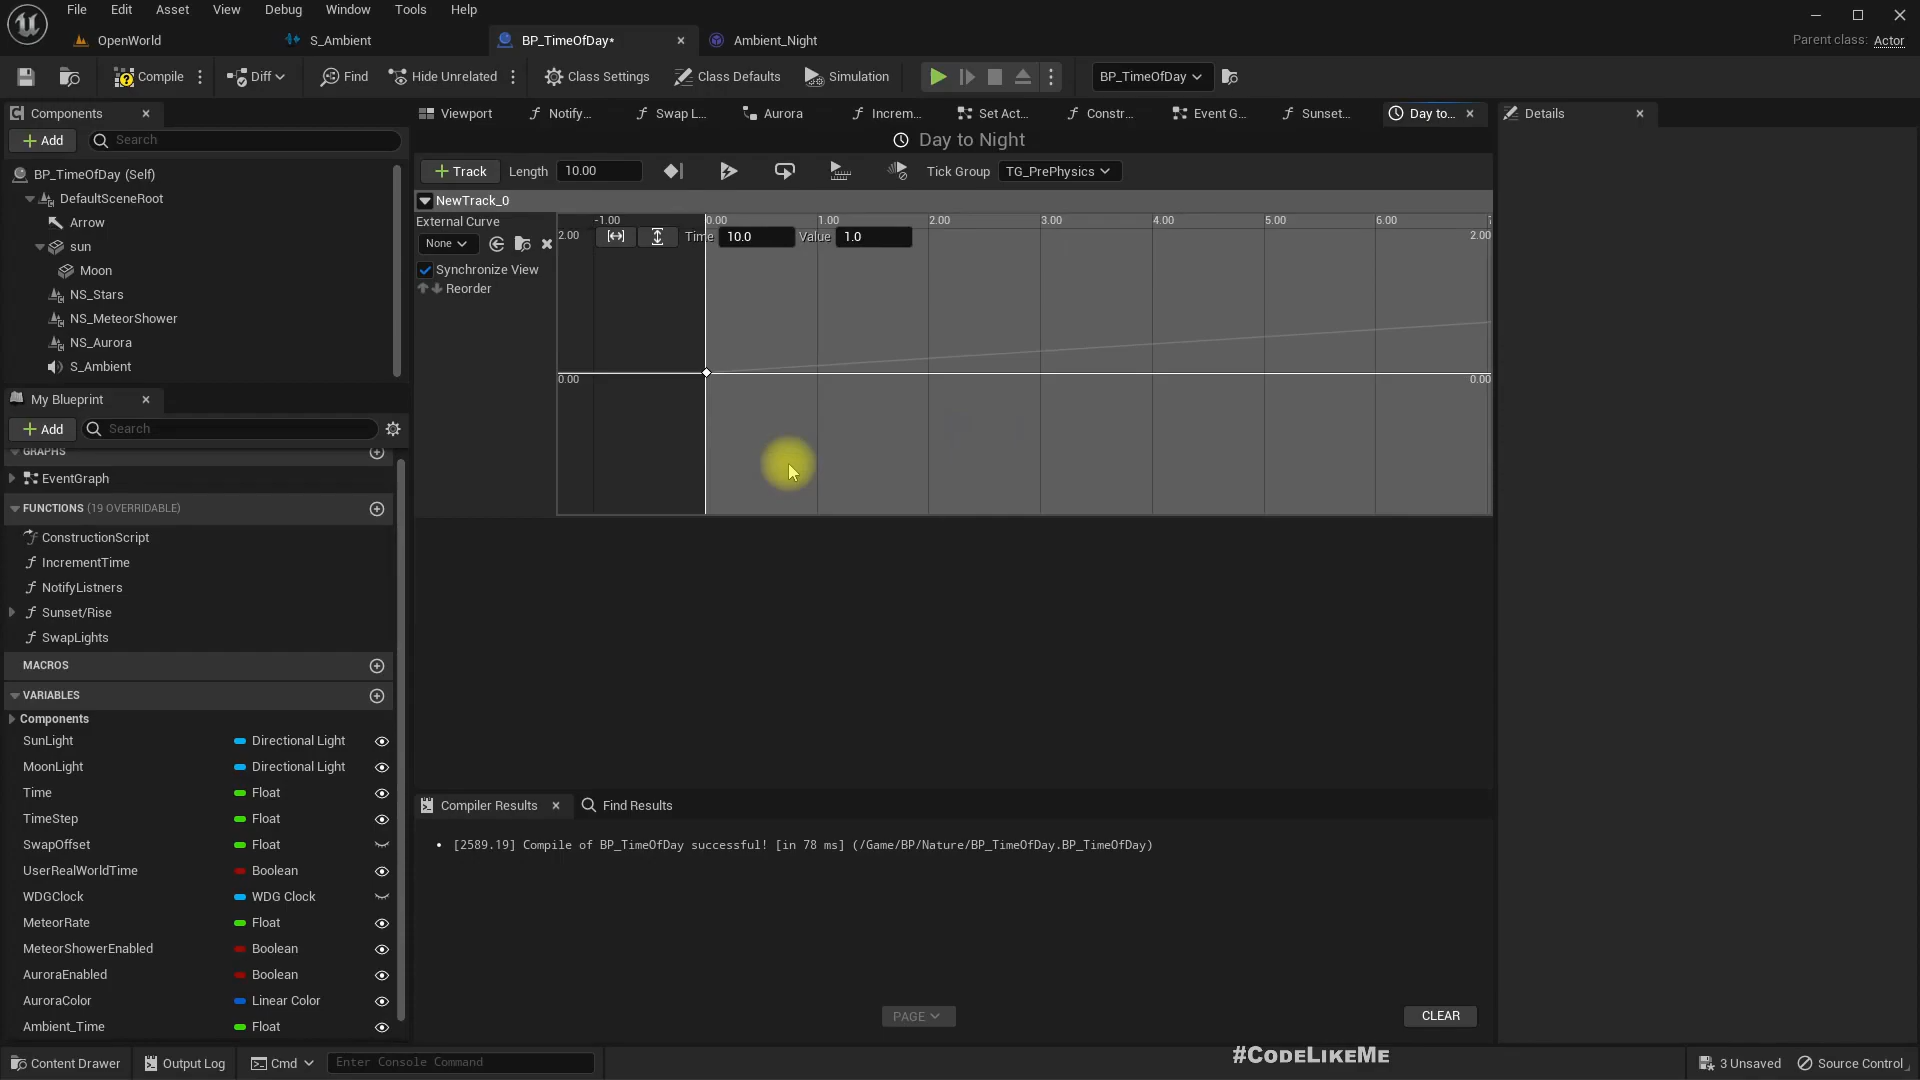 File Edit Asset View Debug Window Tools Help
OpenWorld S_Ambient BP_TimeOfDay* Ambient_Night Parent class: Actor
Compile Diff Find Hide Unrelated Class Settings Class Defaults Simulation BP_TimeOfDay
Components Viewport Notify... Swap L... Aurora Increm... Set Act... Constr... Event G... Sunset... Day to... Details
Add Search Day to Night
Track Length 10.00 Tick Group TG_PrePhysics
BP_TimeOfDay (Self)
DefaultSceneRoot
Arrow
sun
Moon
NS_Stars
NS_MeteorShower
NS_Aurora
S_Ambient
NewTrack_0
External Curve
None
Synchronize View
Reorder
-1.00 0.00 1.00 2.00 3.00 4.00 5.00 6.00
2.00 Time 10.0 Value 1.0 2.00
0.00 0.00
My Blueprint
Add Search
GRAPHS
EventGraph
FUNCTIONS (19 OVERRIDABLE)
ConstructionScript
IncrementTime
NotifyListners
Sunset/Rise
SwapLights
MACROS
VARIABLES
Components
SunLight Directional Light
MoonLight Directional Light
Time Float
TimeStep Float
SwapOffset Float
UserRealWorldTime Boolean
WDGClock WDG Clock
MeteorRate Float
MeteorShowerEnabled Boolean
AuroraEnabled Boolean
AuroraColor Linear Color
Ambient_Time Float
Compiler Results Find Results
[2589.19] Compile of BP_TimeOfDay successful! [in 78 ms] (/Game/BP/Nature/BP_TimeOfDay.BP_TimeOfDay)
PAGE CLEAR
Content Drawer Output Log Cmd Enter Console Command #CODELIKEME 3 Unsaved Source Control